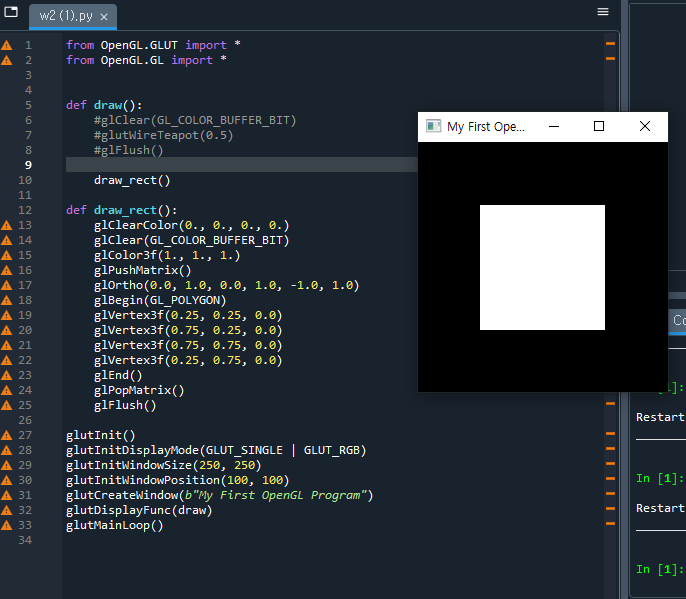 w2 (1).py
1 from OpenGL.GLUT import *
2 from OpenGL.GL import *
3
4
5 def draw():
6     #glClear(GL_COLOR_BUFFER_BIT)
7     #glutWireTeapot(0.5)
8     #glFlush()
9
10     draw_rect()
11
12 def draw_rect():
13     glClearColor(0., 0., 0., 0.)
14     glClear(GL_COLOR_BUFFER_BIT)
15     glColor3f(1., 1., 1.)
16     glPushMatrix()
17     glOrtho(0.0, 1.0, 0.0, 1.0, -1.0, 1.0)
18     glBegin(GL_POLYGON)
19     glVertex3f(0.25, 0.25, 0.0)
20     glVertex3f(0.75, 0.25, 0.0)
21     glVertex3f(0.75, 0.75, 0.0)
22     glVertex3f(0.25, 0.75, 0.0)
23     glEnd()
24     glPopMatrix()
25     glFlush()
26
27 glutInit()
28 glutInitDisplayMode(GLUT_SINGLE | GLUT_RGB)
29 glutInitWindowSize(250, 250)
30 glutInitWindowPosition(100, 100)
31 glutCreateWindow(b"My First OpenGL Program")
32 glutDisplayFunc(draw)
33 glutMainLoop()
34
My First Ope...
Co
1]:
Restart
In [1]:
Restart
In [1]: